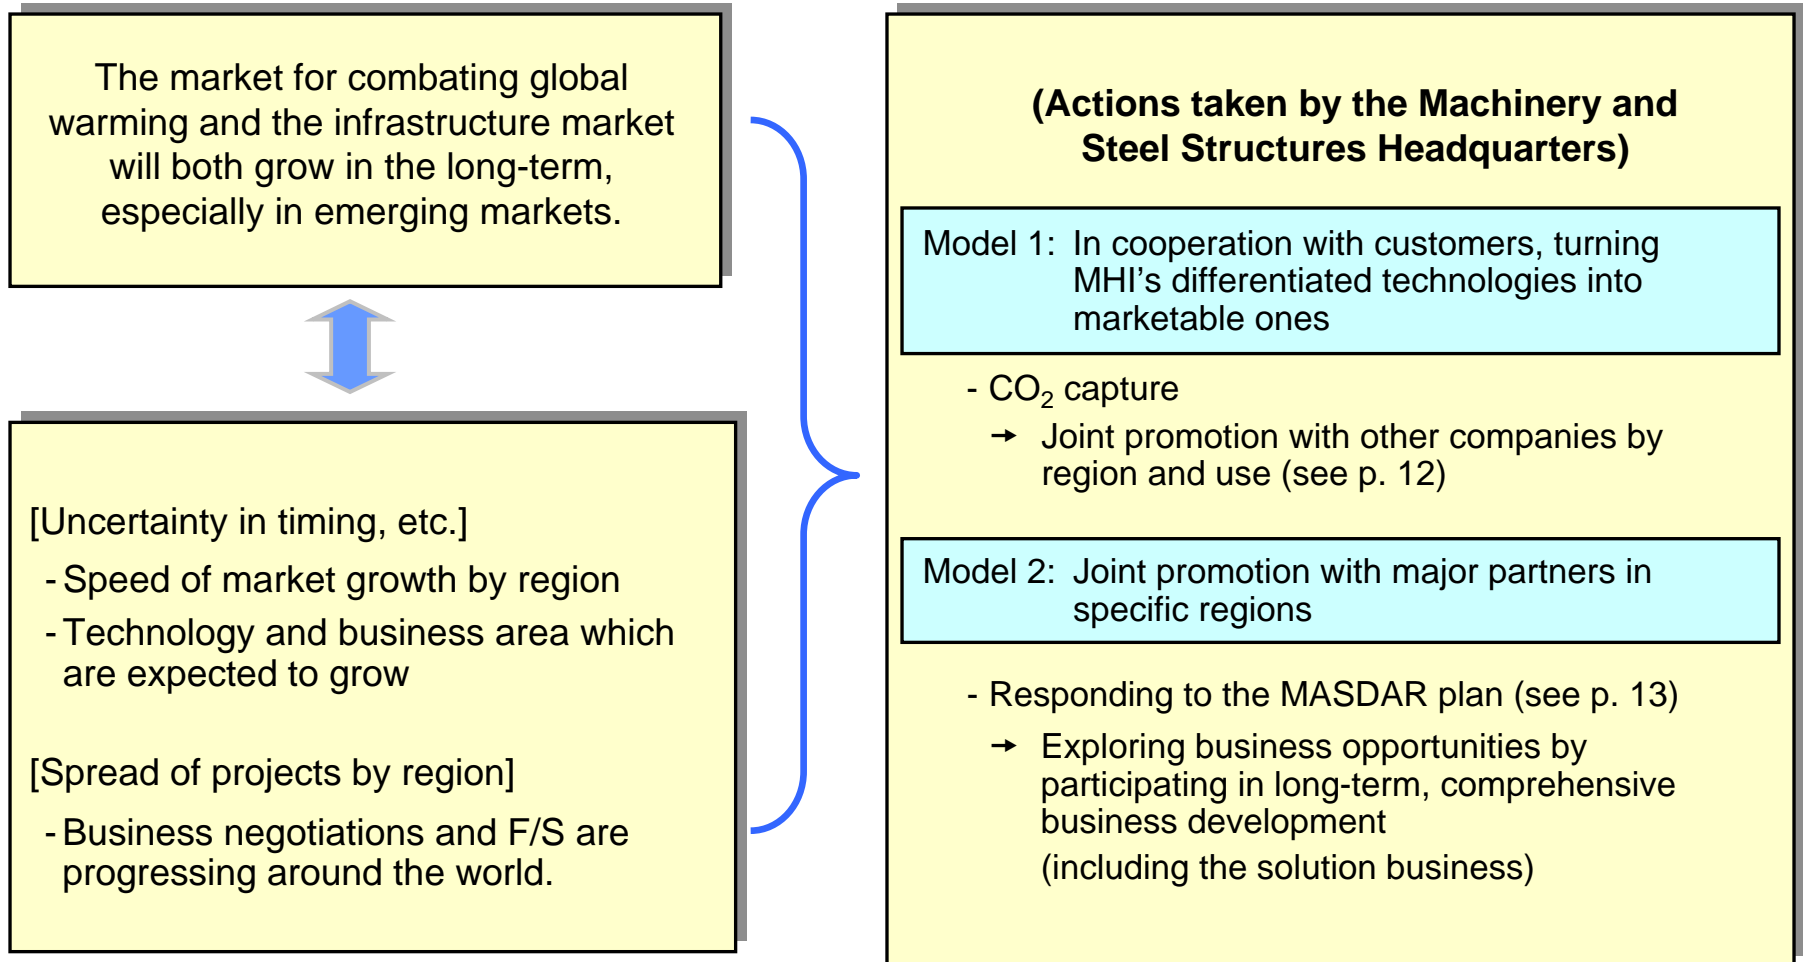 The market for combating global
warming and the infrastructure market
will both grow in the long-term,
especially in emerging markets.
[Uncertainty in timing, etc.]
- Speed of market growth by region
- Technology and business area which
are expected to grow
[Spread of projects by region]
- Business negotiations and F/S are
progressing around the world.
(Actions taken by the Machinery and
Steel Structures Headquarters)
Model 1: In cooperation with customers, turning
MHI’s differentiated technologies into
marketable ones
- CO₂ capture
→ Joint promotion with other companies by
region and use (see p. 12)
Model 2: Joint promotion with major partners in
specific regions
- Responding to the MASDAR plan (see p. 13)
→ Exploring business opportunities by
participating in long-term, comprehensive
business development
(including the solution business)